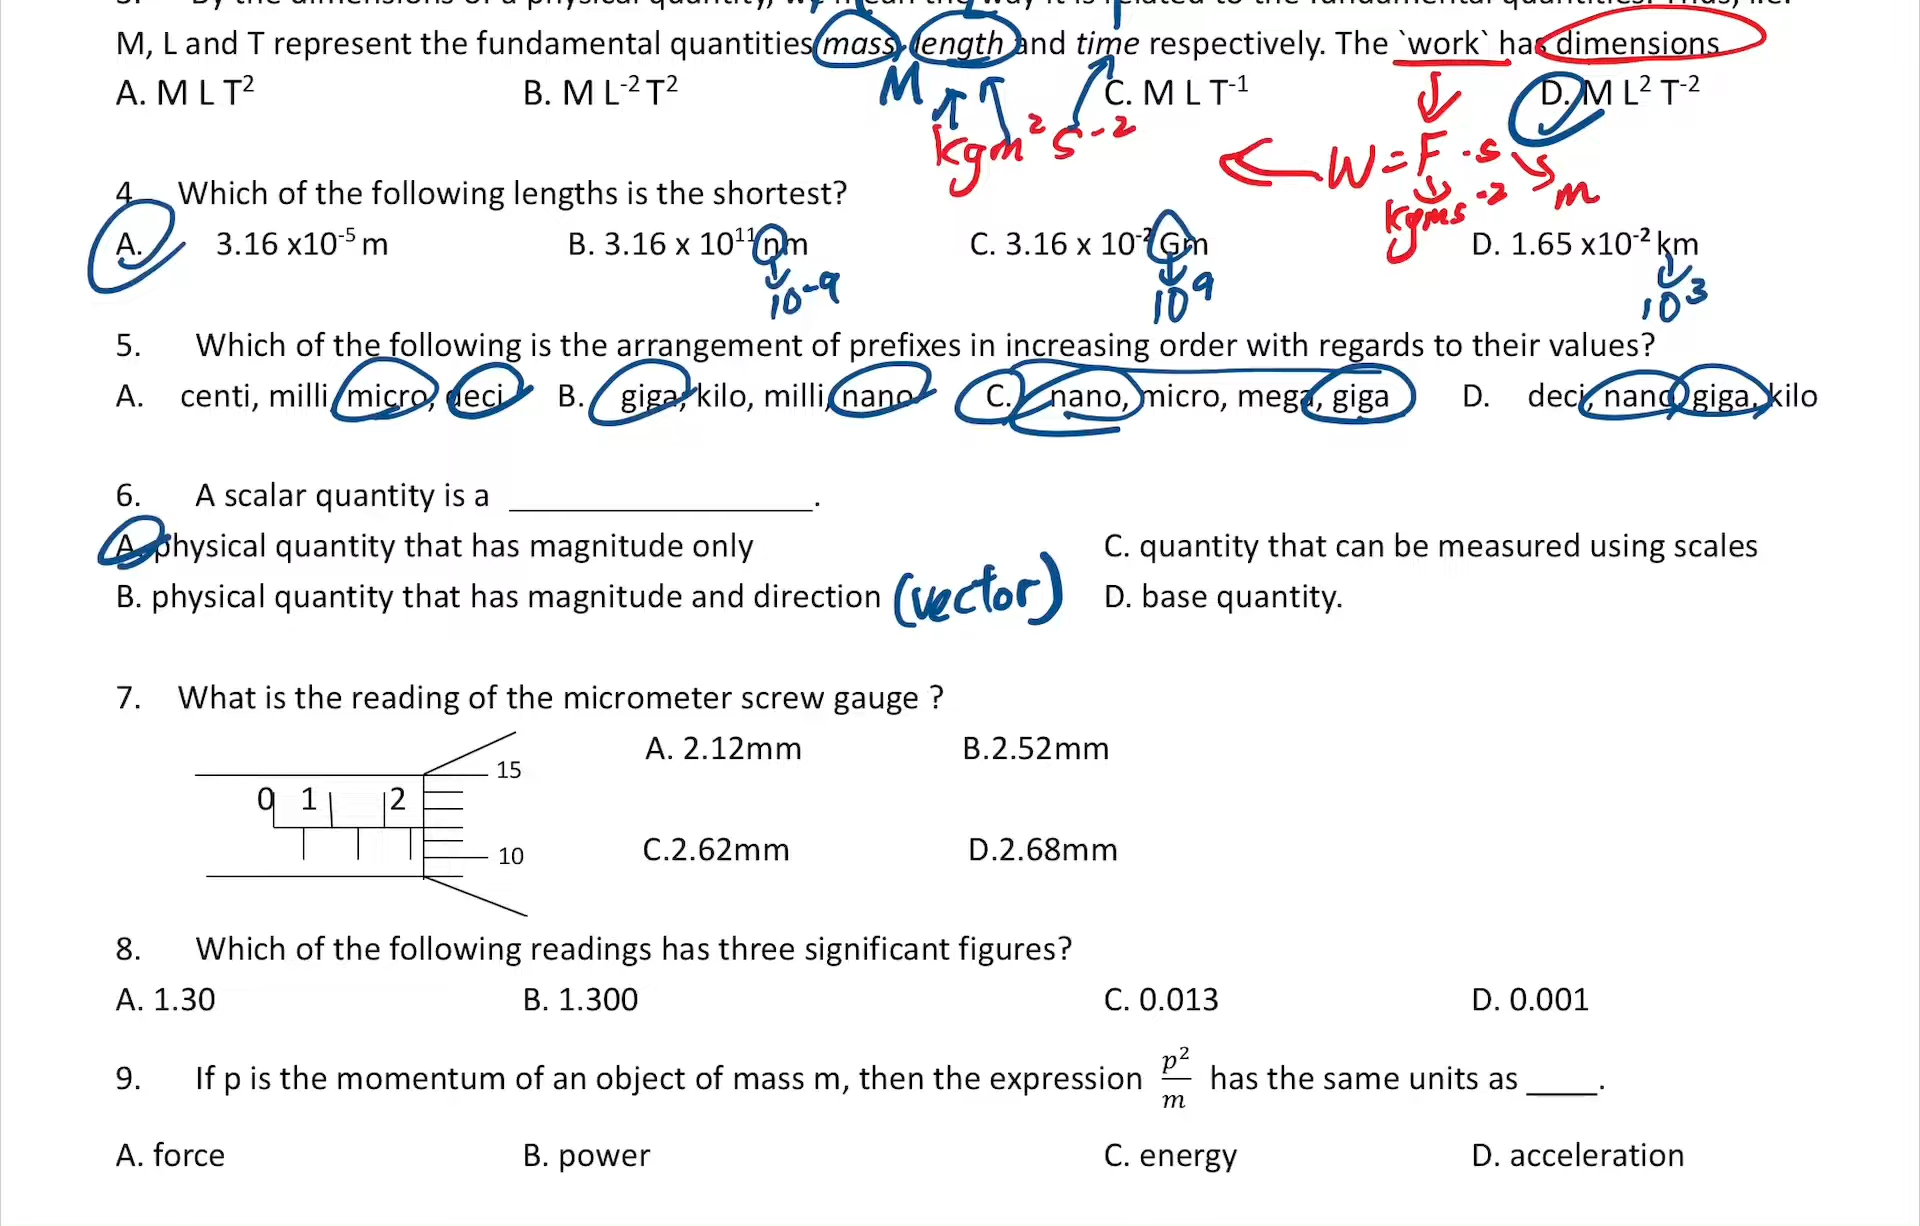 M, L and T represent the fundamental quantities mass, length and time respectively. The `work` has dimensions
A. M L T² B. M L⁻² T² M C. M L T⁻¹ D. M L² T⁻²
kgm² s⁻² W = F . s
kgms⁻² m
4. Which of the following lengths is the shortest?
A. 3.16 x10⁻⁵ m B. 3.16 x 10¹¹ nm C. 3.16 x 10⁻² Gm D. 1.65 x10⁻² km
10⁻⁹ 10⁹ 10³
5. Which of the following is the arrangement of prefixes in increasing order with regards to their values?
A. centi, milli, micro, deci B. giga, kilo, milli, nano C. nano, micro, mega, giga D. deci, nano, giga, kilo
6. A scalar quantity is a ________________.
A. physical quantity that has magnitude only C. quantity that can be measured using scales
B. physical quantity that has magnitude and direction (vector) D. base quantity.
7. What is the reading of the micrometer screw gauge ?
A. 2.12mm B.2.52mm
15
0 1 2
C.2.62mm D.2.68mm
10
8. Which of the following readings has three significant figures?
A. 1.30 B. 1.300 C. 0.013 D. 0.001
9. If p is the momentum of an object of mass m, then the expression p²/m has the same units as ____.
A. force B. power C. energy D. acceleration